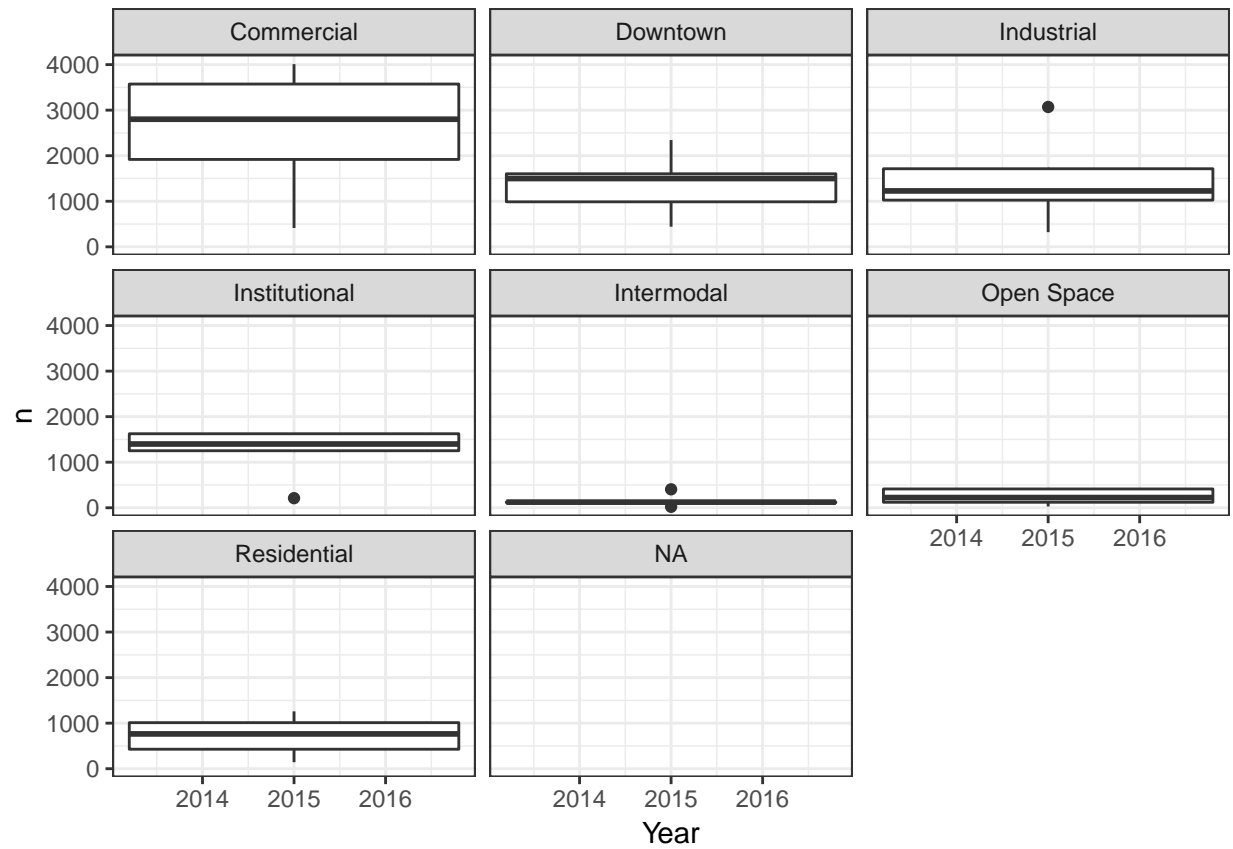 Commercial
Downtown
Industrial
4000
3000
2000
1000
0
Institutional
Intermodal
Open Space
4000
3000
2000
1000
0
2014
2015
2016
Residential
NA
4000
3000
2000
1000
0
2014
2015
2016
2014
2015
2016
n
Year